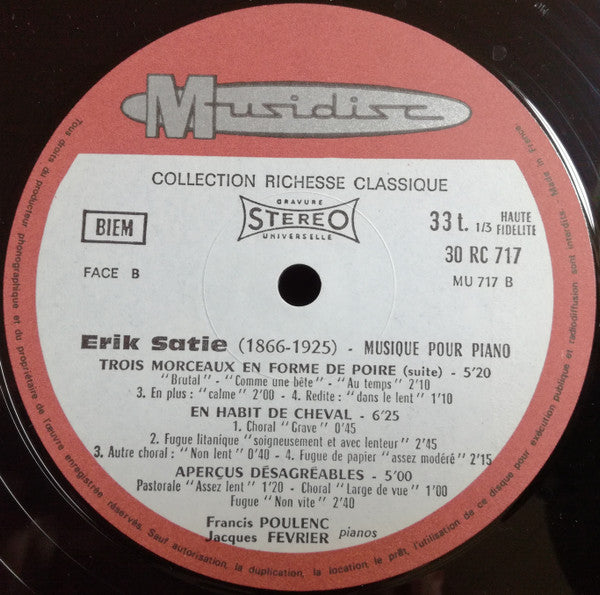 Musidisc
COLLECTION RICHESSE CLASSIQUE
BIEM
GRAVURE
STEREO
UNIVERSELLE
33 t. 1/3 HAUTE FIDELITE
30 RC 717
FACE B
MU 717 B
Erik Satie (1866-1925) - MUSIQUE POUR PIANO
TROIS MORCEAUX EN FORME DE POIRE (suite) - 5'20
"Brutal" - "Comme une bête" - "Au temps" 2'10
3. En plus : "calme" 2'00 - 4. Redite : "dans le lent" 1'10
EN HABIT DE CHEVAL - 6'25
1. Choral "Grave" 0'45
2. Fugue litanique "soigneusement et avec lenteur" 2'45
3. Autre choral : "Non lent" 0'40 - 4. Fugue de papier "assez modéré" 2'15
APERÇUS DÉSAGRÉABLES - 5'00
Pastorale "Assez lent" 1'20 - Choral "Large de vue" 1'00
Fugue "Non vite" 2'40
Francis POULENC
Jacques FEVRIER pianos
Tous droits du producteur phonographique et du propriétaire de l'œuvre enregistrée réservés. Sauf autorisation, la duplication, la location, le prêt, l'utilisation de ce disque pour exécution publique et radiodiffusion sont interdits. Made in France